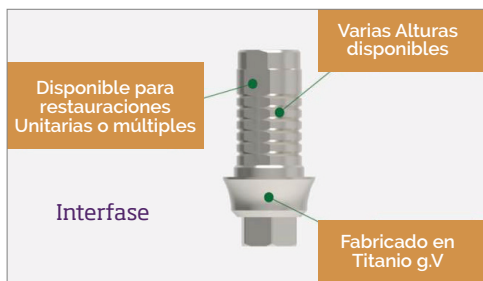 Varias Alturas
disponibles
Disponible para
restauraciones
Unitarias o múltiples
Interfase
Fabricado en
Titanio g.V